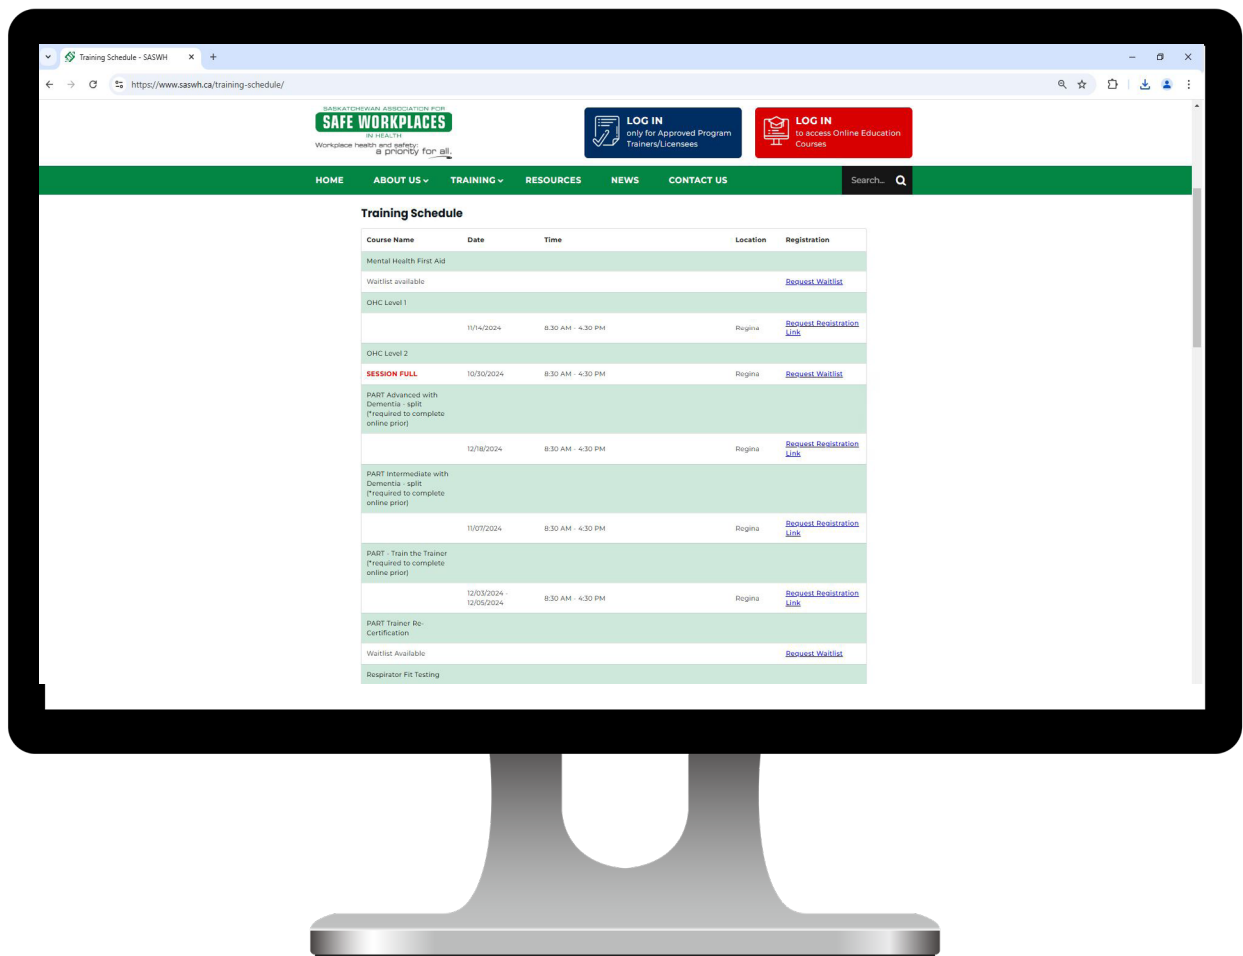 Training Schedule - SASWH
https://www.saswh.ca/training-schedule/
SASKATCHEWAN ASSOCIATION FOR
SAFE WORKPLACES
IN HEALTH
Workplace health and safety:
a priority for all.
LOG IN
only for Approved Program
Trainers/Licensees
LOG IN
to access Online Education
Courses
HOME ABOUT US TRAINING RESOURCES NEWS CONTACT US Search...
Training Schedule
Course Name Date Time Location Registration
Mental Health First Aid
Waitlist available Request Waitlist
OHC Level 1
11/14/2024 8:30 AM - 4:30 PM Regina Request Registration
Link
OHC Level 2
SESSION FULL 10/30/2024 8:30 AM - 4:30 PM Regina Request Waitlist
PART Advanced with
Dementia - split
(*required to complete
online prior)
12/18/2024 8:30 AM - 4:30 PM Regina Request Registration
Link
PART Intermediate with
Dementia - split
(*required to complete
online prior)
11/07/2024 8:30 AM - 4:30 PM Regina Request Registration
Link
PART - Train the Trainer
(*required to complete
online prior)
12/03/2024 -
12/05/2024 8:30 AM - 4:30 PM Regina Request Registration
Link
PART Trainer Re-
Certification
Waitlist Available Request Waitlist
Respirator Fit Testing